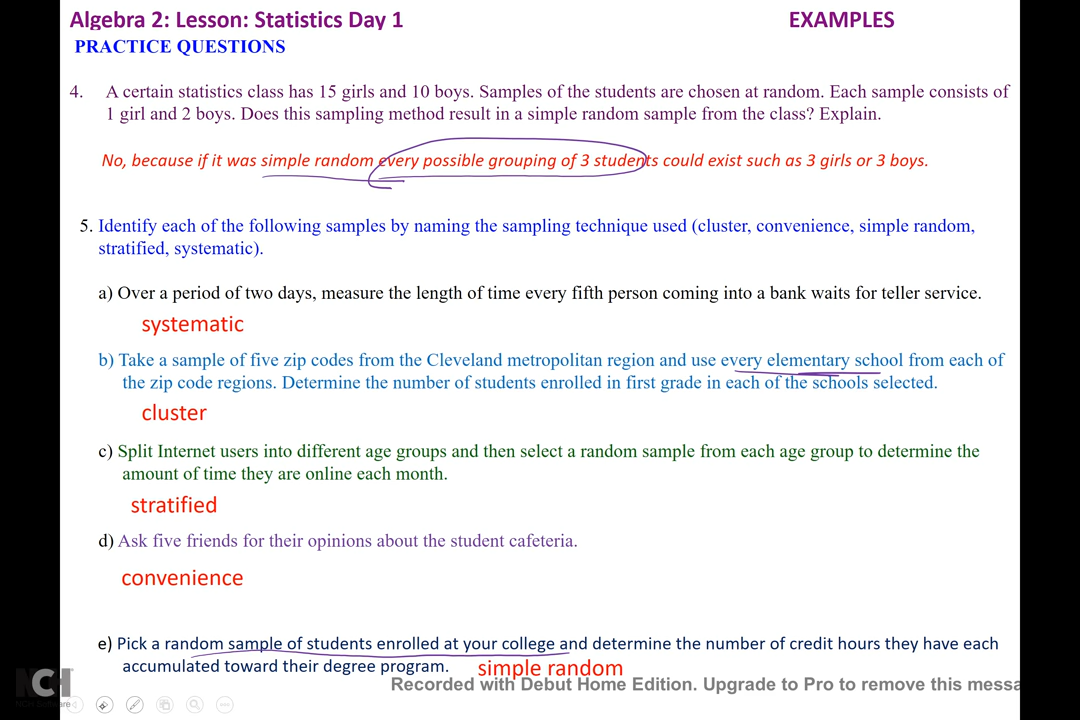 Algebra 2: Lesson: Statistics Day 1 EXAMPLES
PRACTICE QUESTIONS
4. A certain statistics class has 15 girls and 10 boys. Samples of the students are chosen at random. Each sample consists of
1 girl and 2 boys. Does this sampling method result in a simple random sample from the class? Explain.
No, because if it was simple random every possible grouping of 3 students could exist such as 3 girls or 3 boys.
5. Identify each of the following samples by naming the sampling technique used (cluster, convenience, simple random,
stratified, systematic).
a) Over a period of two days, measure the length of time every fifth person coming into a bank waits for teller service.
systematic
b) Take a sample of five zip codes from the Cleveland metropolitan region and use every elementary school from each of
the zip code regions. Determine the number of students enrolled in first grade in each of the schools selected.
cluster
c) Split Internet users into different age groups and then select a random sample from each age group to determine the
amount of time they are online each month.
stratified
d) Ask five friends for their opinions about the student cafeteria.
convenience
e) Pick a random sample of students enrolled at your college and determine the number of credit hours they have each
accumulated toward their degree program. simple random
Recorded with Debut Home Edition. Upgrade to Pro to remove this messa
NCH